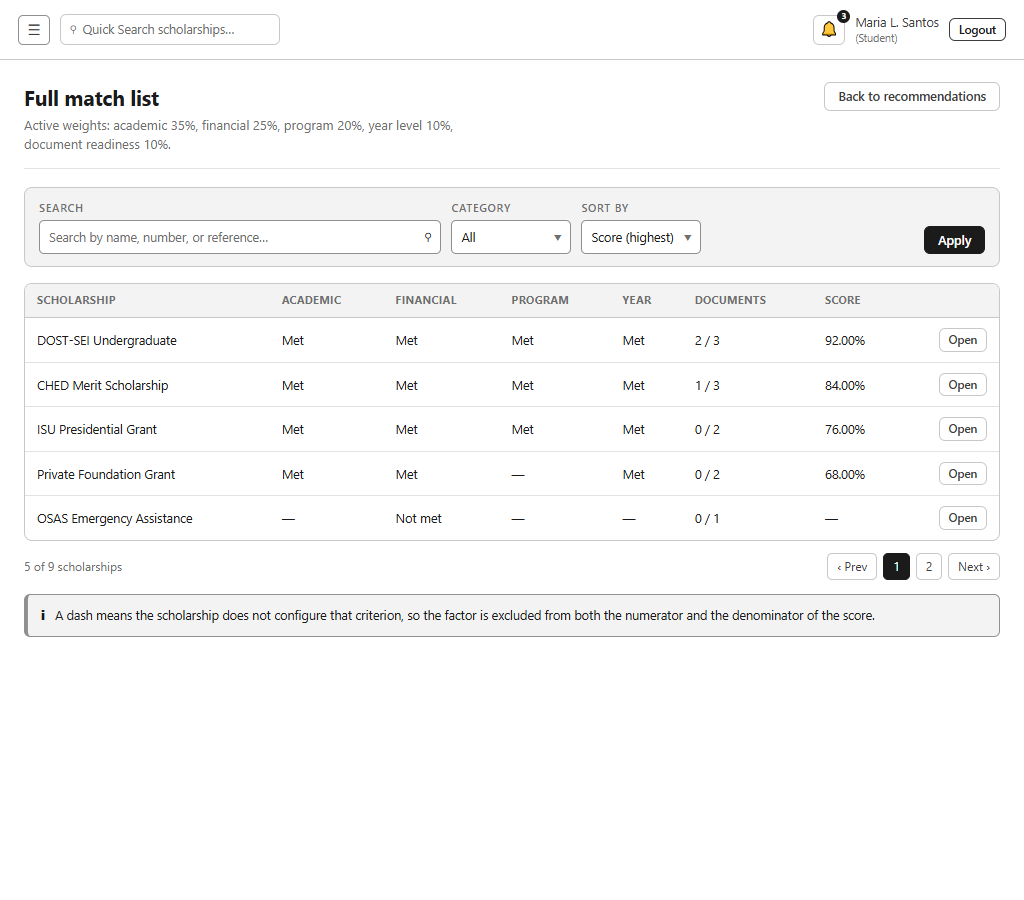 ☰ Quick Search scholarships...
3
Maria L. Santos
(Student)
Logout
Full match list
Back to recommendations
Active weights: academic 35%, financial 25%, program 20%, year level 10%,
document readiness 10%.
SEARCH CATEGORY SORT BY
Search by name, number, or reference... All Score (highest) Apply
SCHOLARSHIP ACADEMIC FINANCIAL PROGRAM YEAR DOCUMENTS SCORE
DOST-SEI Undergraduate Met Met Met Met 2 / 3 92.00% Open
CHED Merit Scholarship Met Met Met Met 1 / 3 84.00% Open
ISU Presidential Grant Met Met Met Met 0 / 2 76.00% Open
Private Foundation Grant Met Met — Met 0 / 2 68.00% Open
OSAS Emergency Assistance — Not met — — 0 / 1 — Open
5 of 9 scholarships ‹ Prev 1 2 Next ›
i A dash means the scholarship does not configure that criterion, so the factor is excluded from both the numerator and the denominator of the score.